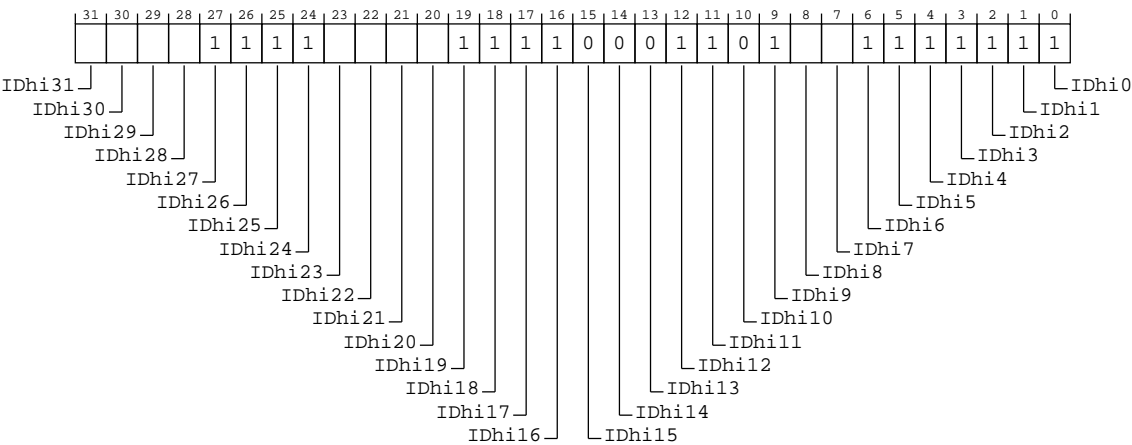 31 30 29 28 27 26 25 24 23 22 21 20 19 18 17 16 15 14 13 12 11 10 9 8 7 6 5 4 3 2 1 0
1 1 1 1 1 1 1 1 0 0 0 1 1 0 1 1 1 1 1 1 1 1
IDhi31 IDhi0
IDhi30 IDhi1
IDhi29 IDhi2
IDhi28 IDhi3
IDhi27 IDhi4
IDhi26 IDhi5
IDhi25 IDhi6
IDhi24 IDhi7
IDhi23 IDhi8
IDhi22 IDhi9
IDhi21 IDhi10
IDhi20 IDhi11
IDhi19 IDhi12
IDhi18 IDhi13
IDhi17 IDhi14
IDhi16 IDhi15